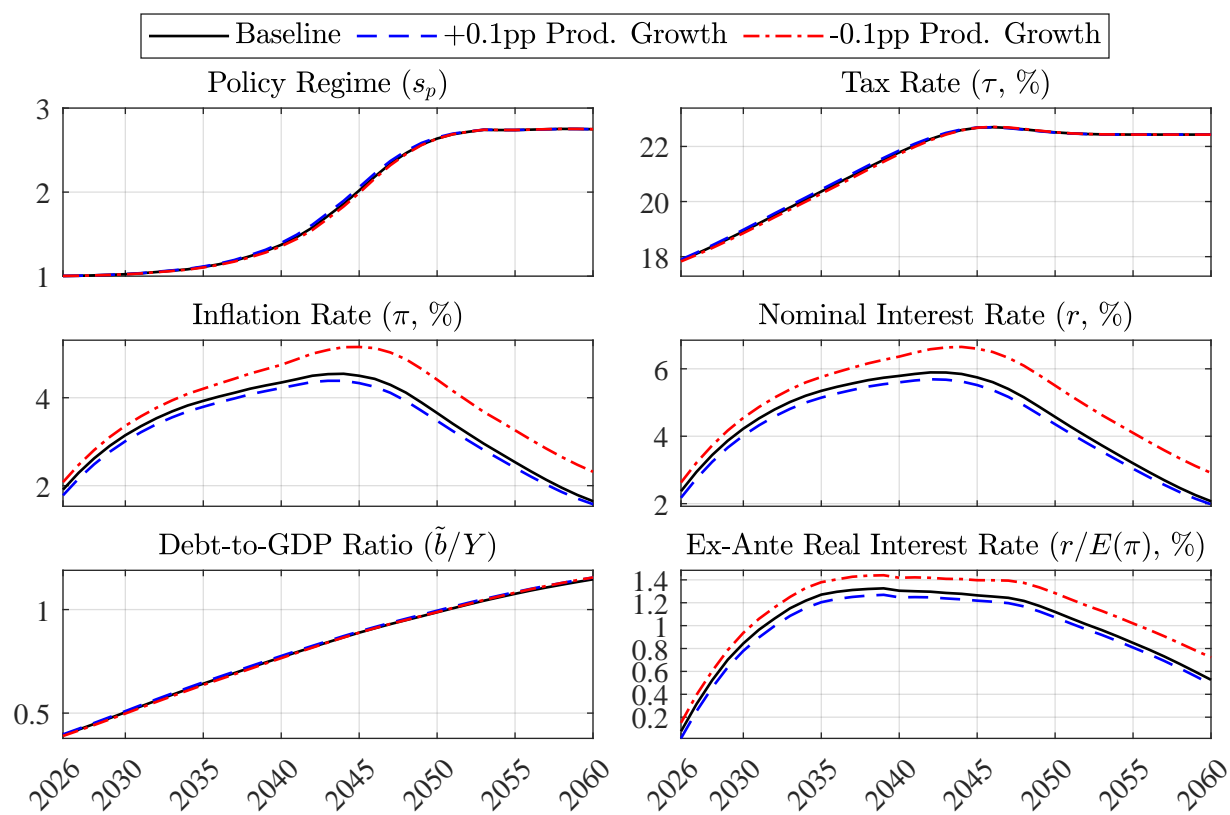 Baseline +0.1pp Prod. Growth -0.1pp Prod. Growth
Policy Regime (s_p)
3
2
1
Tax Rate (τ, %)
22
20
18
Inflation Rate (π, %)
4
2
Nominal Interest Rate (r, %)
6
4
2
Debt-to-GDP Ratio (b̃/Y)
1
0.5
2026 2030 2035 2040 2045 2050 2055 2060
Ex-Ante Real Interest Rate (r/E(π), %)
1.4
1.2
1
0.8
0.6
0.4
0.2
2026 2030 2035 2040 2045 2050 2055 2060